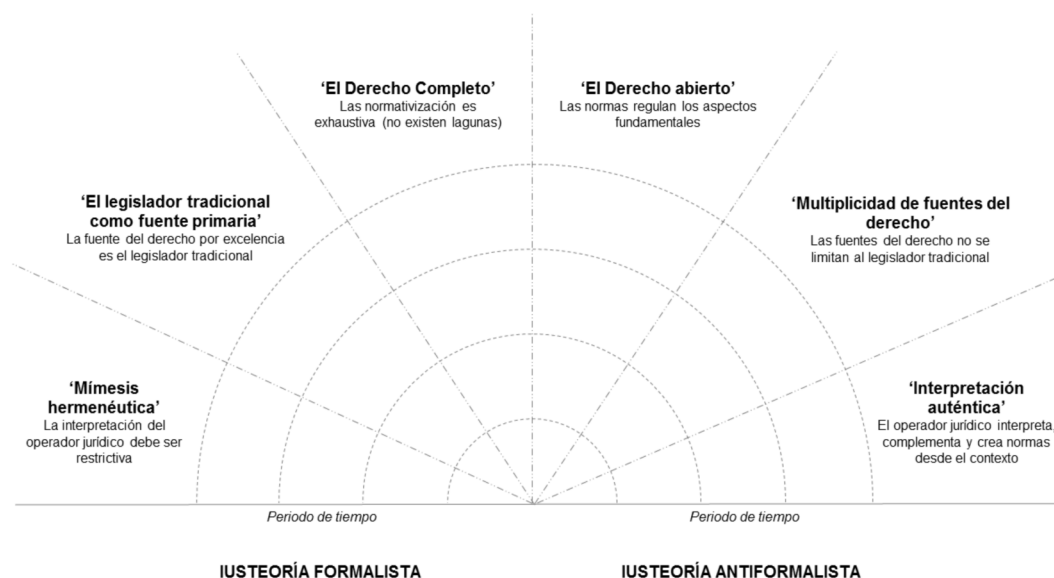 ‘El Derecho Completo’
Las normativización es
exhaustiva (no existen lagunas)
‘El Derecho abierto’
Las normas regulan los aspectos
fundamentales
‘El legislador tradicional
como fuente primaria’
La fuente del derecho por excelencia
es el legislador tradicional
‘Multiplicidad de fuentes del
derecho’
Las fuentes del derecho no se
limitan al legislador tradicional
‘Mímesis
hermenéutica’
La interpretación del
operador jurídico debe ser
restrictiva
‘Interpretación
auténtica’
El operador jurídico interpreta,
complementa y crea normas
desde el contexto
Periodo de tiempo
Periodo de tiempo
IUSTEORÍA FORMALISTA
IUSTEORÍA ANTIFORMALISTA